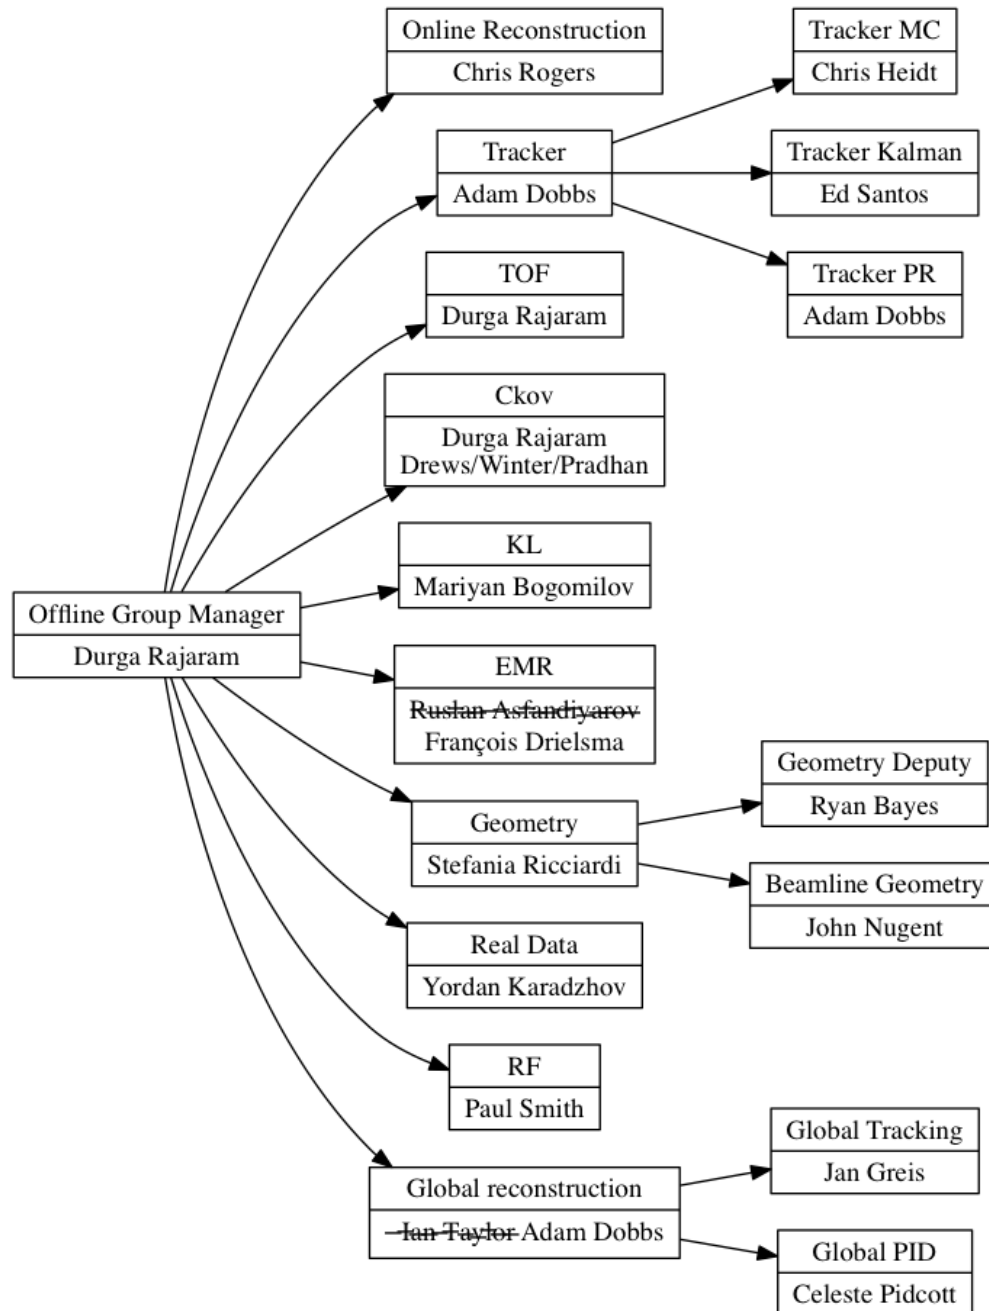 Online Reconstruction
Chris Rogers
Tracker MC
Chris Heidt
Tracker
Adam Dobbs
Tracker Kalman
Ed Santos
Tracker PR
Adam Dobbs
TOF
Durga Rajaram
Ckov
Durga Rajaram
Drews/Winter/Pradhan
KL
Mariyan Bogomilov
Offline Group Manager
Durga Rajaram
EMR
Ruslan Asfandiyarov
François Drielsma
Geometry
Stefania Ricciardi
Geometry Deputy
Ryan Bayes
Beamline Geometry
John Nugent
Real Data
Yordan Karadzhov
RF
Paul Smith
Global reconstruction
Ian Taylor Adam Dobbs
Global Tracking
Jan Greis
Global PID
Celeste Pidcott